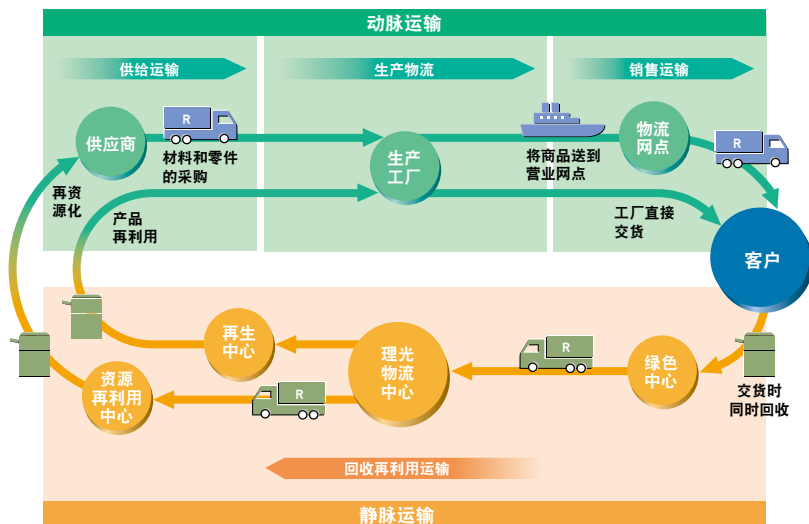 动脉运输
供给运输
生产物流
销售运输
供应商
R
材料和零件
的采购
生产
工厂
将商品送到
营业网点
物流
网点
R
再资
源化
产品
再利用
工厂直接
交货
客户
再生
中心
理光
物流
中心
R
绿色
中心
资源
再利用
中心
R
交货时
同时回收
回收再利用运输
静脉运输